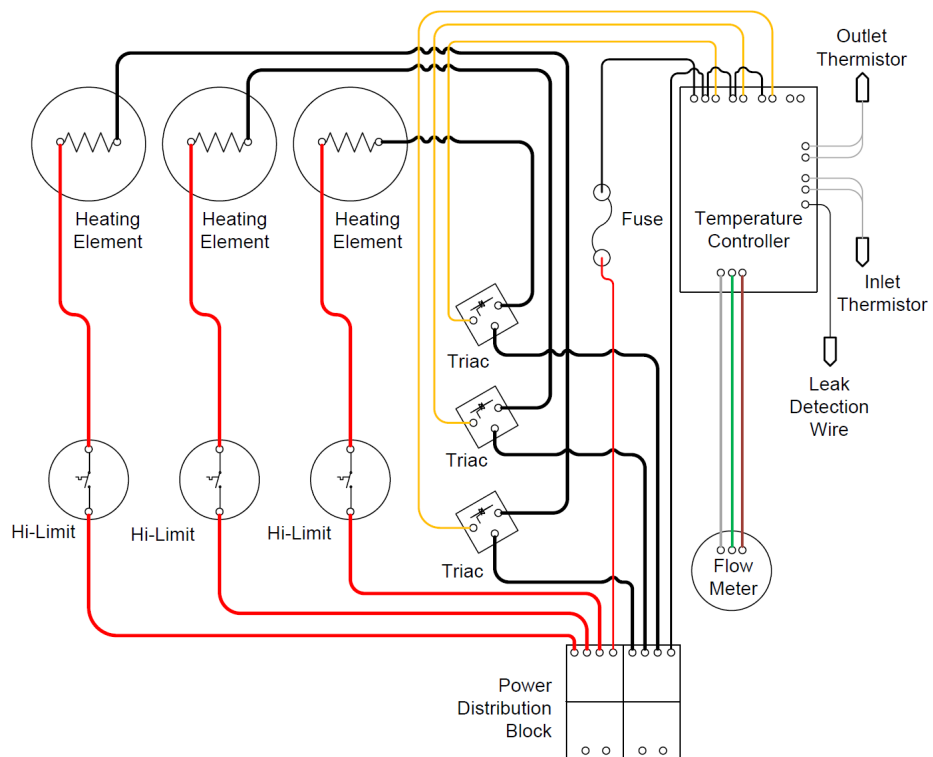 Outlet
Thermistor
Heating
Element
Heating
Element
Heating
Element
Fuse
Temperature
Controller
Inlet
Thermistor
Triac
Leak
Detection
Wire
Triac
Hi-Limit
Hi-Limit
Hi-Limit
Triac
Flow
Meter
Power
Distribution
Block